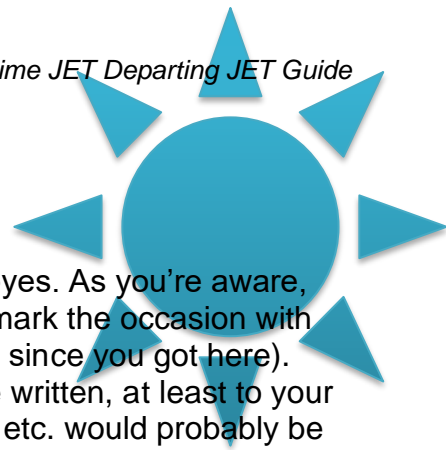 ime JET Departing JET Guide
yes. As you're aware,
mark the occasion with
since you got here).
written, at least to your
etc. would probably be